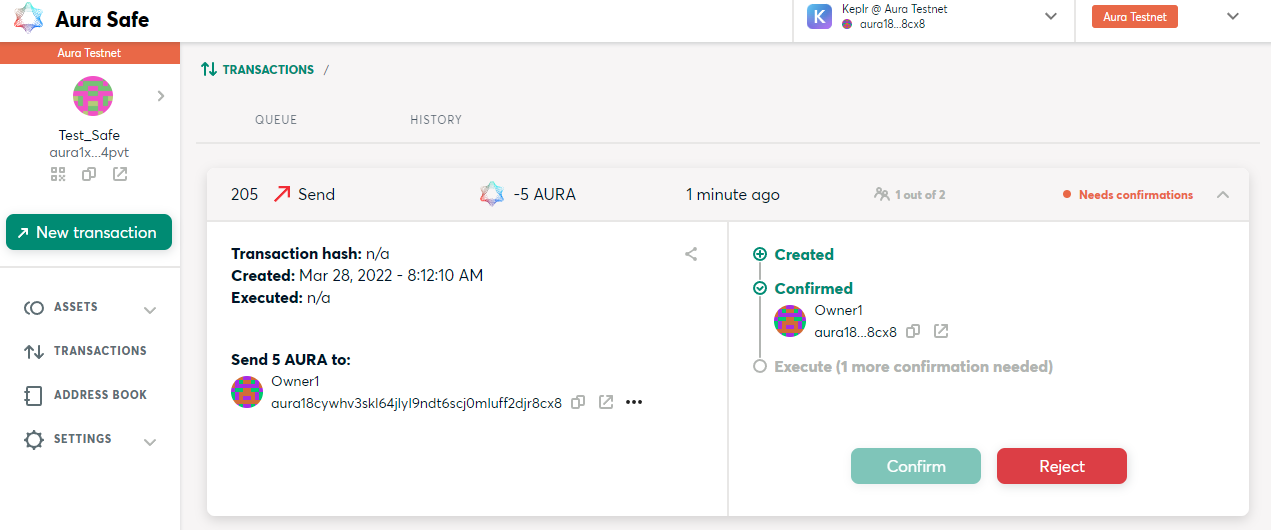 Aura Safe
K
Keplr @ Aura Testnet
aura18...8cx8
Aura Testnet
Aura Testnet
Test_Safe
aura1x...4pvt
New transaction
ASSETS
TRANSACTIONS
ADDRESS BOOK
SETTINGS
TRANSACTIONS /
QUEUE HISTORY
205 Send -5 AURA 1 minute ago 1 out of 2 Needs confirmations
Transaction hash: n/a
Created: Mar 28, 2022 - 8:12:10 AM
Executed: n/a
Send 5 AURA to:
Owner1
aura18cywhv3skl64jlyl9ndt6scj0mluff2djr8cx8
Created
Confirmed
Owner1
aura18...8cx8
Execute (1 more confirmation needed)
Confirm Reject